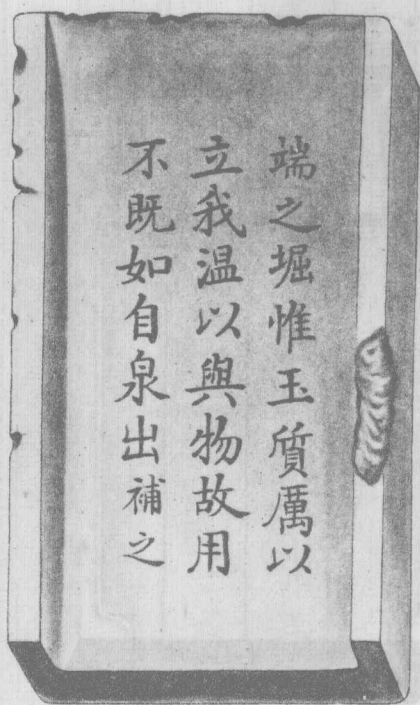 端之堀惟玉質厲以
立我温以與物故用
不既如自泉出補之